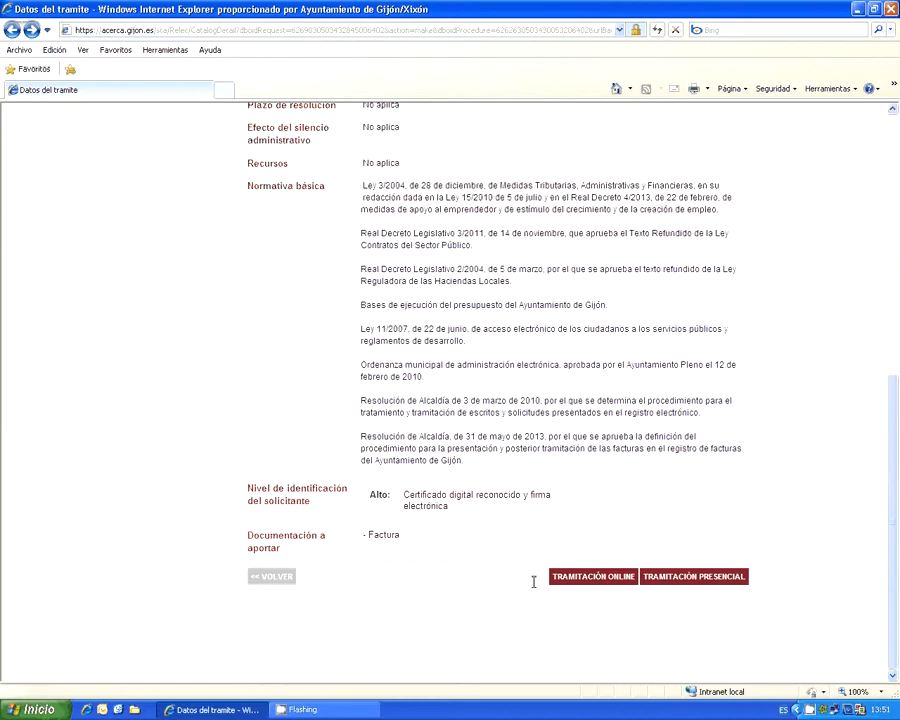 Datos del tramite - Windows Internet Explorer proporcionado por Ayuntamiento de Gijón/Xixón
Bing
Archivo Edición Ver Favoritos Herramientas Ayuda
Favoritos
Datos del tramite
Página Seguridad Herramientas
Plazo de resolución No aplica
Efecto del silencio administrativo No aplica
Recursos No aplica
Normativa básica
Ley 3/2004, de 28 de diciembre, de Medidas Tributarias, Administrativas y Financieras, en su
redacción dada en la Ley 15/2010 de 5 de julio y en el Real Decreto 4/2013, de 22 de febrero, de
medidas de apoyo al emprendedor y de estímulo del crecimiento y de la creación de empleo.
Real Decreto Legislativo 3/2011, de 14 de noviembre, que aprueba el Texto Refundido de la Ley
Contratos del Sector Público.
Real Decreto Legislativo 2/2004, de 5 de marzo, por el que se aprueba el texto refundido de la Ley
Reguladora de las Haciendas Locales.
Bases de ejecución del presupuesto del Ayuntamiento de Gijón.
Ley 11/2007, de 22 de junio, de acceso electrónico de los ciudadanos a los servicios públicos y
reglamentos de desarrollo.
Ordenanza municipal de administración electrónica, aprobada por el Ayuntamiento Pleno el 12 de
febrero de 2010.
Resolución de Alcaldía de 3 de marzo de 2010, por el que se determina el procedimiento para el
tratamiento y tramitación de escritos y solicitudes presentados en el registro electrónico.
Resolución de Alcaldía, de 31 de mayo de 2013, por el que se aprueba la definición del
procedimiento para la presentación y posterior tramitación de las facturas en el registro de facturas
del Ayuntamiento de Gijón.
Nivel de identificación
del solicitante
Alto: Certificado digital reconocido y firma
electrónica
Documentación a
aportar
- Factura
<< VOLVER TRAMITACIÓN ONLINE TRAMITACIÓN PRESENCIAL
Intranet local 100%
Inicio Datos del tramite - Wi... Flashing ES 13:51